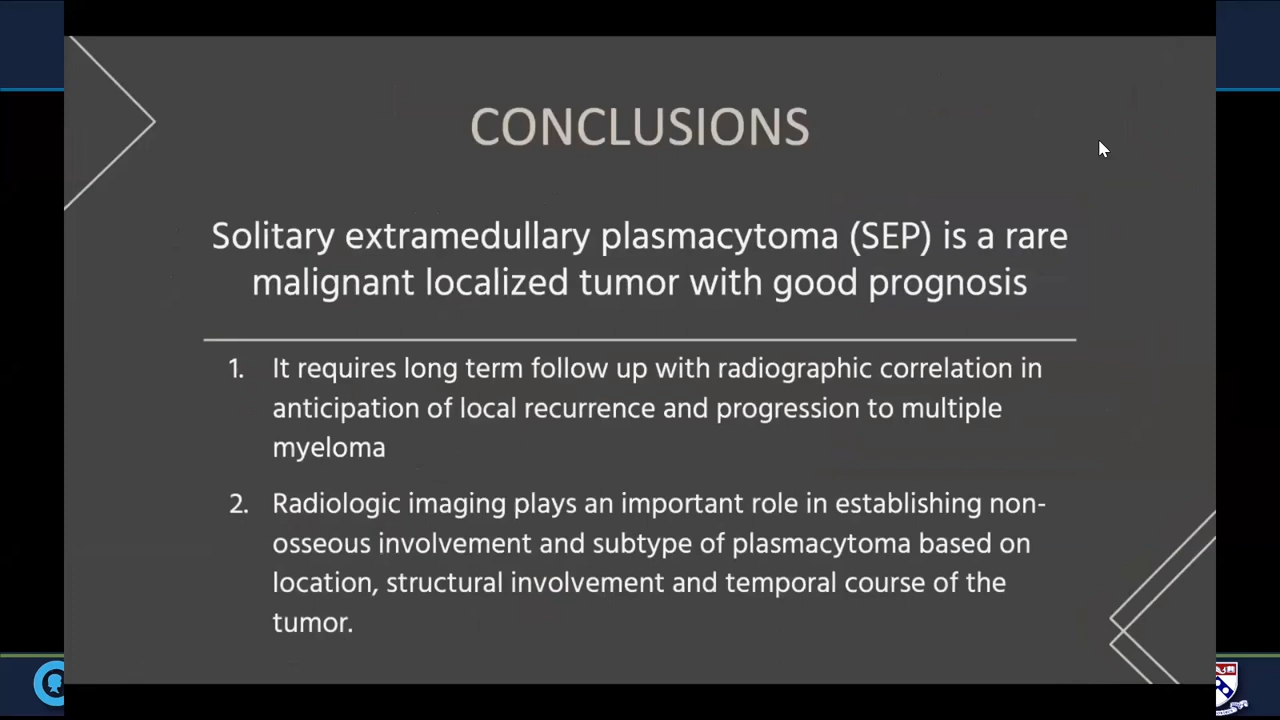 CONCLUSIONS
Solitary extramedullary plasmacytoma (SEP) is a rare
malignant localized tumor with good prognosis
1. It requires long term follow up with radiographic correlation in
anticipation of local recurrence and progression to multiple
myeloma
2. Radiologic imaging plays an important role in establishing non-
osseous involvement and subtype of plasmacytoma based on
location, structural involvement and temporal course of the
tumor.